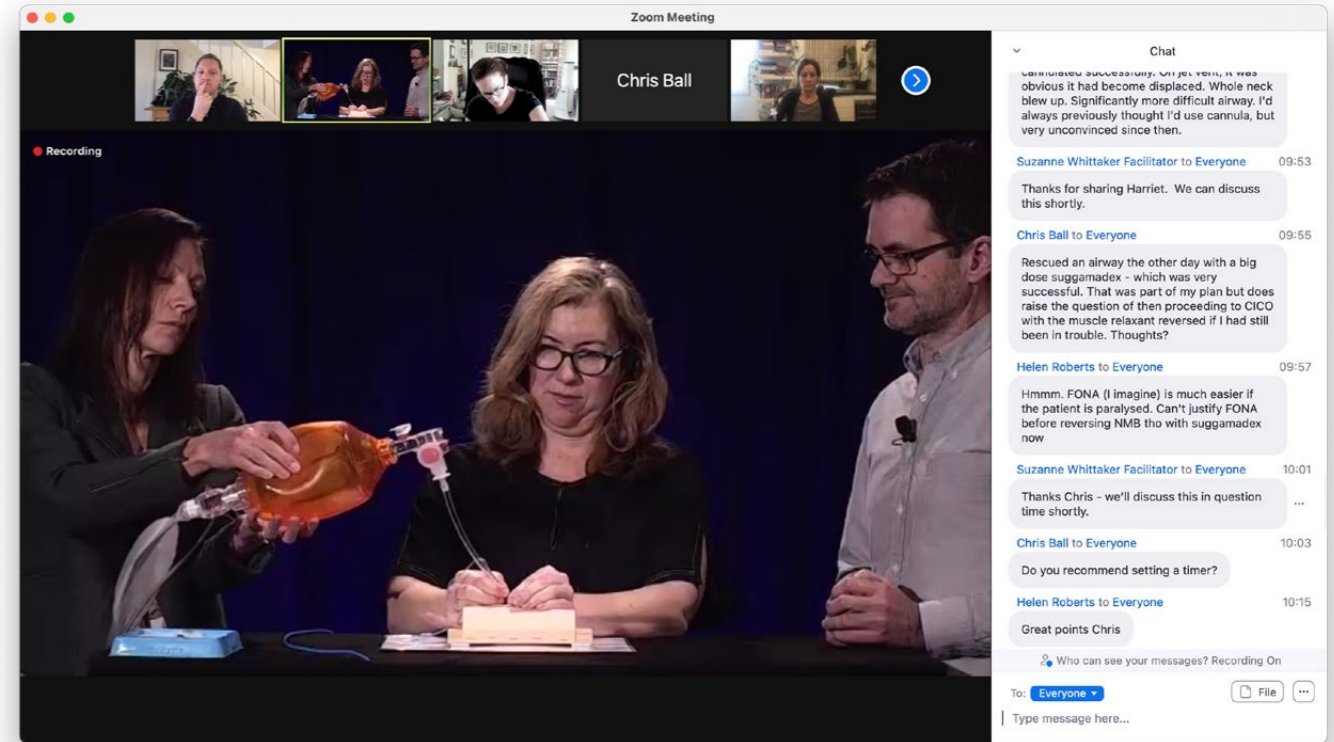 Zoom Meeting
Chris Ball
Recording
Chat
cannulated successfully. On jet vent, it was
obvious it had become displaced. Whole neck
blew up. Significantly more difficult airway. I'd
always previously thought I'd use cannula, but
very unconvinced since then.
Suzanne Whittaker Facilitator to Everyone 09:53
Thanks for sharing Harriet. We can discuss
this shortly.
Chris Ball to Everyone 09:55
Rescued an airway the other day with a big
dose suggamadex - which was very
successful. That was part of my plan but does
raise the question of then proceeding to CICO
with the muscle relaxant reversed if I had still
been in trouble. Thoughts?
Helen Roberts to Everyone 09:57
Hmmm. FONA (I imagine) is much easier if
the patient is paralysed. Can't justify FONA
before reversing NMB tho with suggamadex
now
Suzanne Whittaker Facilitator to Everyone 10:01
Thanks Chris - we'll discuss this in question
time shortly.
...
Chris Ball to Everyone 10:03
Do you recommend setting a timer?
Helen Roberts to Everyone 10:15
Great points Chris
Who can see your messages? Recording On
To: Everyone File ...
Type message here...